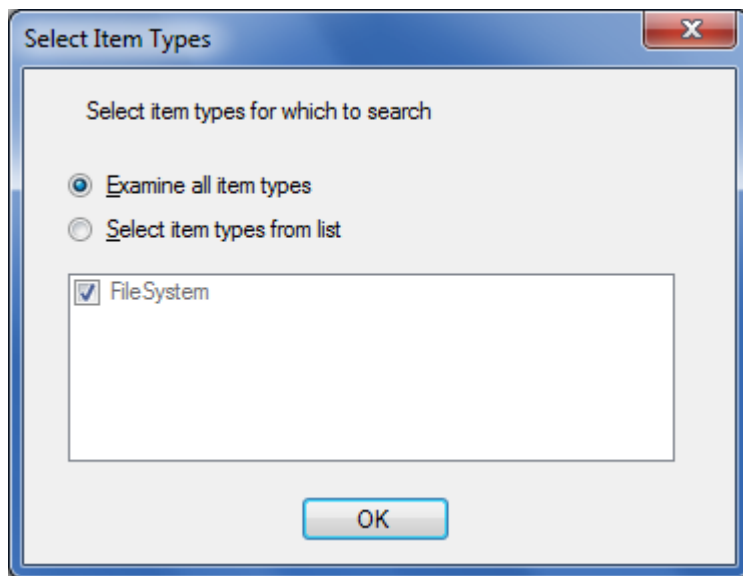 Select Item Types
Select item types for which to search
Examine all item types
Select item types from list
FileSystem
OK